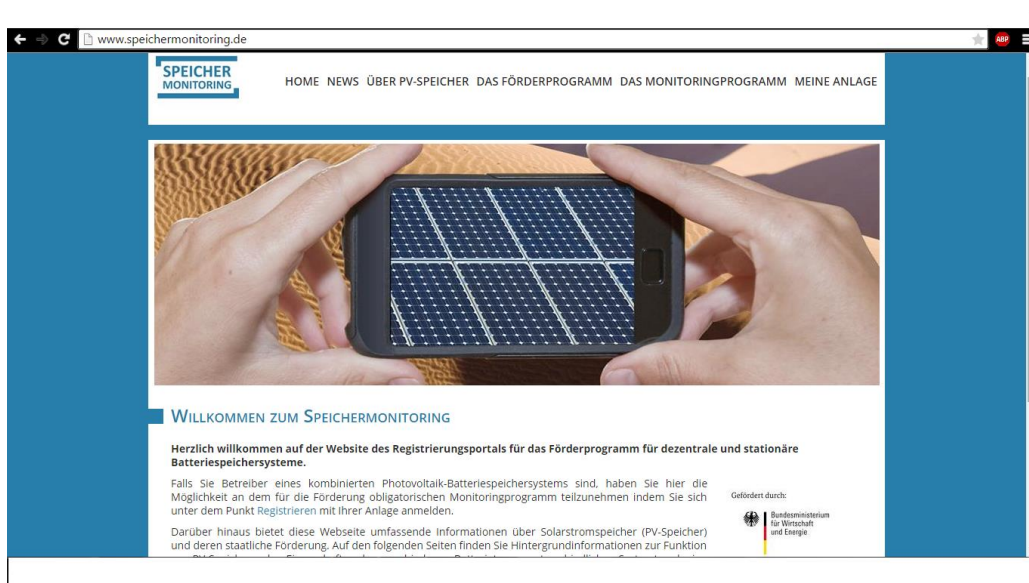 www.speichermonitoring.de
ABP
SPEICHER
MONITORING
HOME NEWS ÜBER PV-SPEICHER DAS FÖRDERPROGRAMM DAS MONITORINGPROGRAMM MEINE ANLAGE
WILLKOMMEN ZUM SPEICHERMONITORING
Herzlich willkommen auf der Website des Registrierungsportals für das Förderprogramm für dezentrale und stationäre
Batteriespeichersysteme.
Falls Sie Betreiber eines kombinierten Photovoltaik-Batteriespeichersystems sind, haben Sie hier die
Möglichkeit an dem für die Förderung obligatorischen Monitoringprogramm teilzunehmen indem Sie sich
unter dem Punkt Registrieren mit Ihrer Anlage anmelden.
Darüber hinaus bietet diese Webseite umfassende Informationen über Solarstromspeicher (PV-Speicher)
und deren staatliche Förderung. Auf den folgenden Seiten finden Sie Hintergrundinformationen zur Funktion
Gefördert durch:
Bundesministerium
für Wirtschaft
und Energie